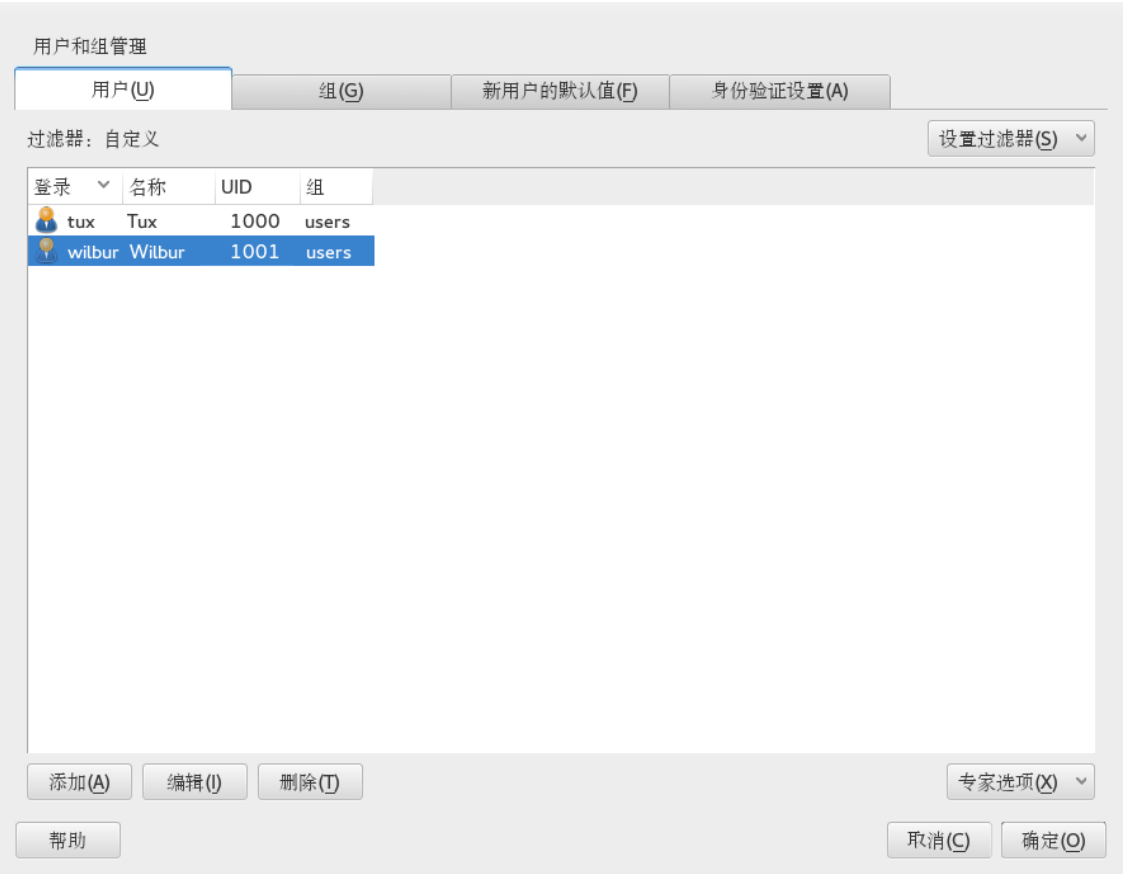 用户和组管理
用户(U) 组(G) 新用户的默认值(F) 身份验证设置(A)
过滤器：自定义 设置过滤器(S)
登录 名称 UID 组
tux Tux 1000 users
wilbur Wilbur 1001 users
添加(A) 编辑(I) 删除(T) 专家选项(X)
帮助 取消(C) 确定(O)